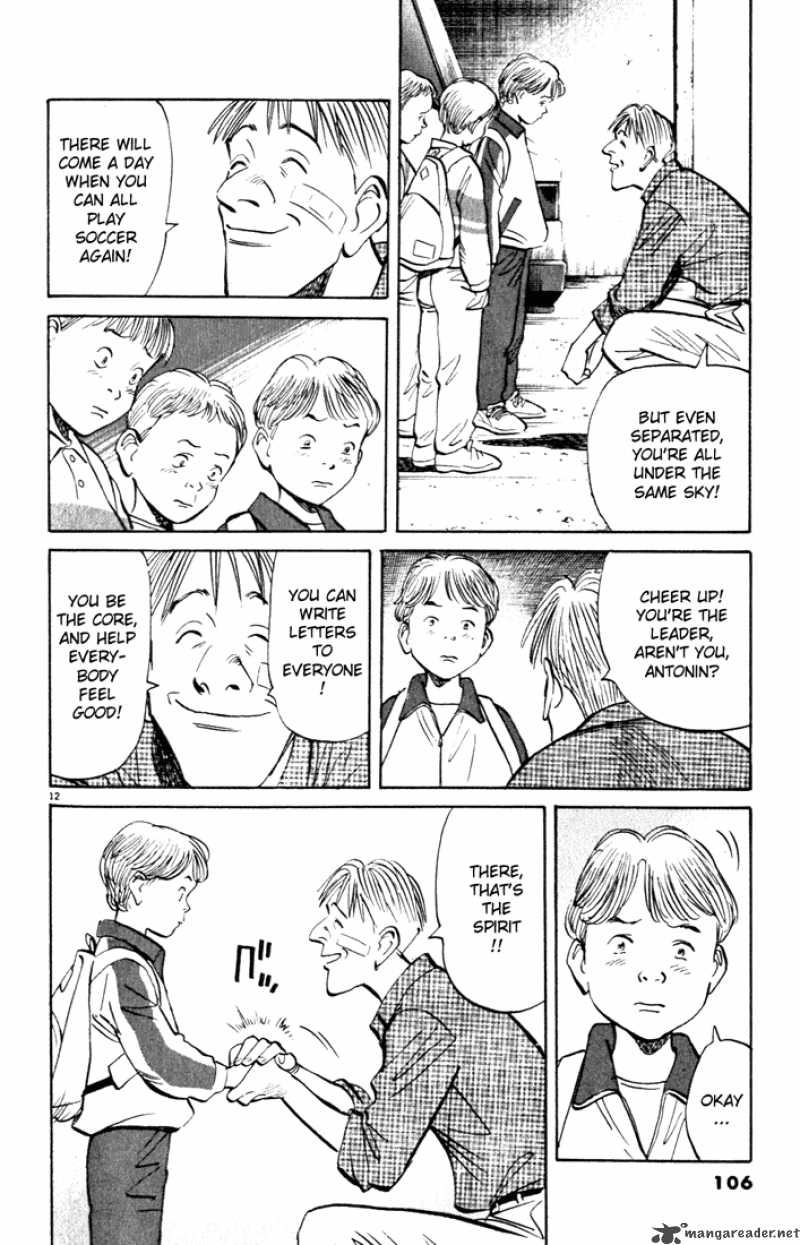 BUT EVEN
SEPARATED,
YOU'RE ALL
UNDER THE
SAME SKY!
THERE WILL
COME A DAY
WHEN YOU
CAN ALL
PLAY
SOCCER
AGAIN!
CHEER UP!
YOU'RE THE
LEADER,
AREN'T YOU,
ANTONIN?
YOU CAN
WRITE
LETTERS
TO
EVERYONE
!
YOU BE
THE CORE,
AND HELP
EVERY-
BODY
FEEL
GOOD!
12
OKAY
...
THERE,
THAT'S
THE
SPIRIT
!!
106
mangareader.net